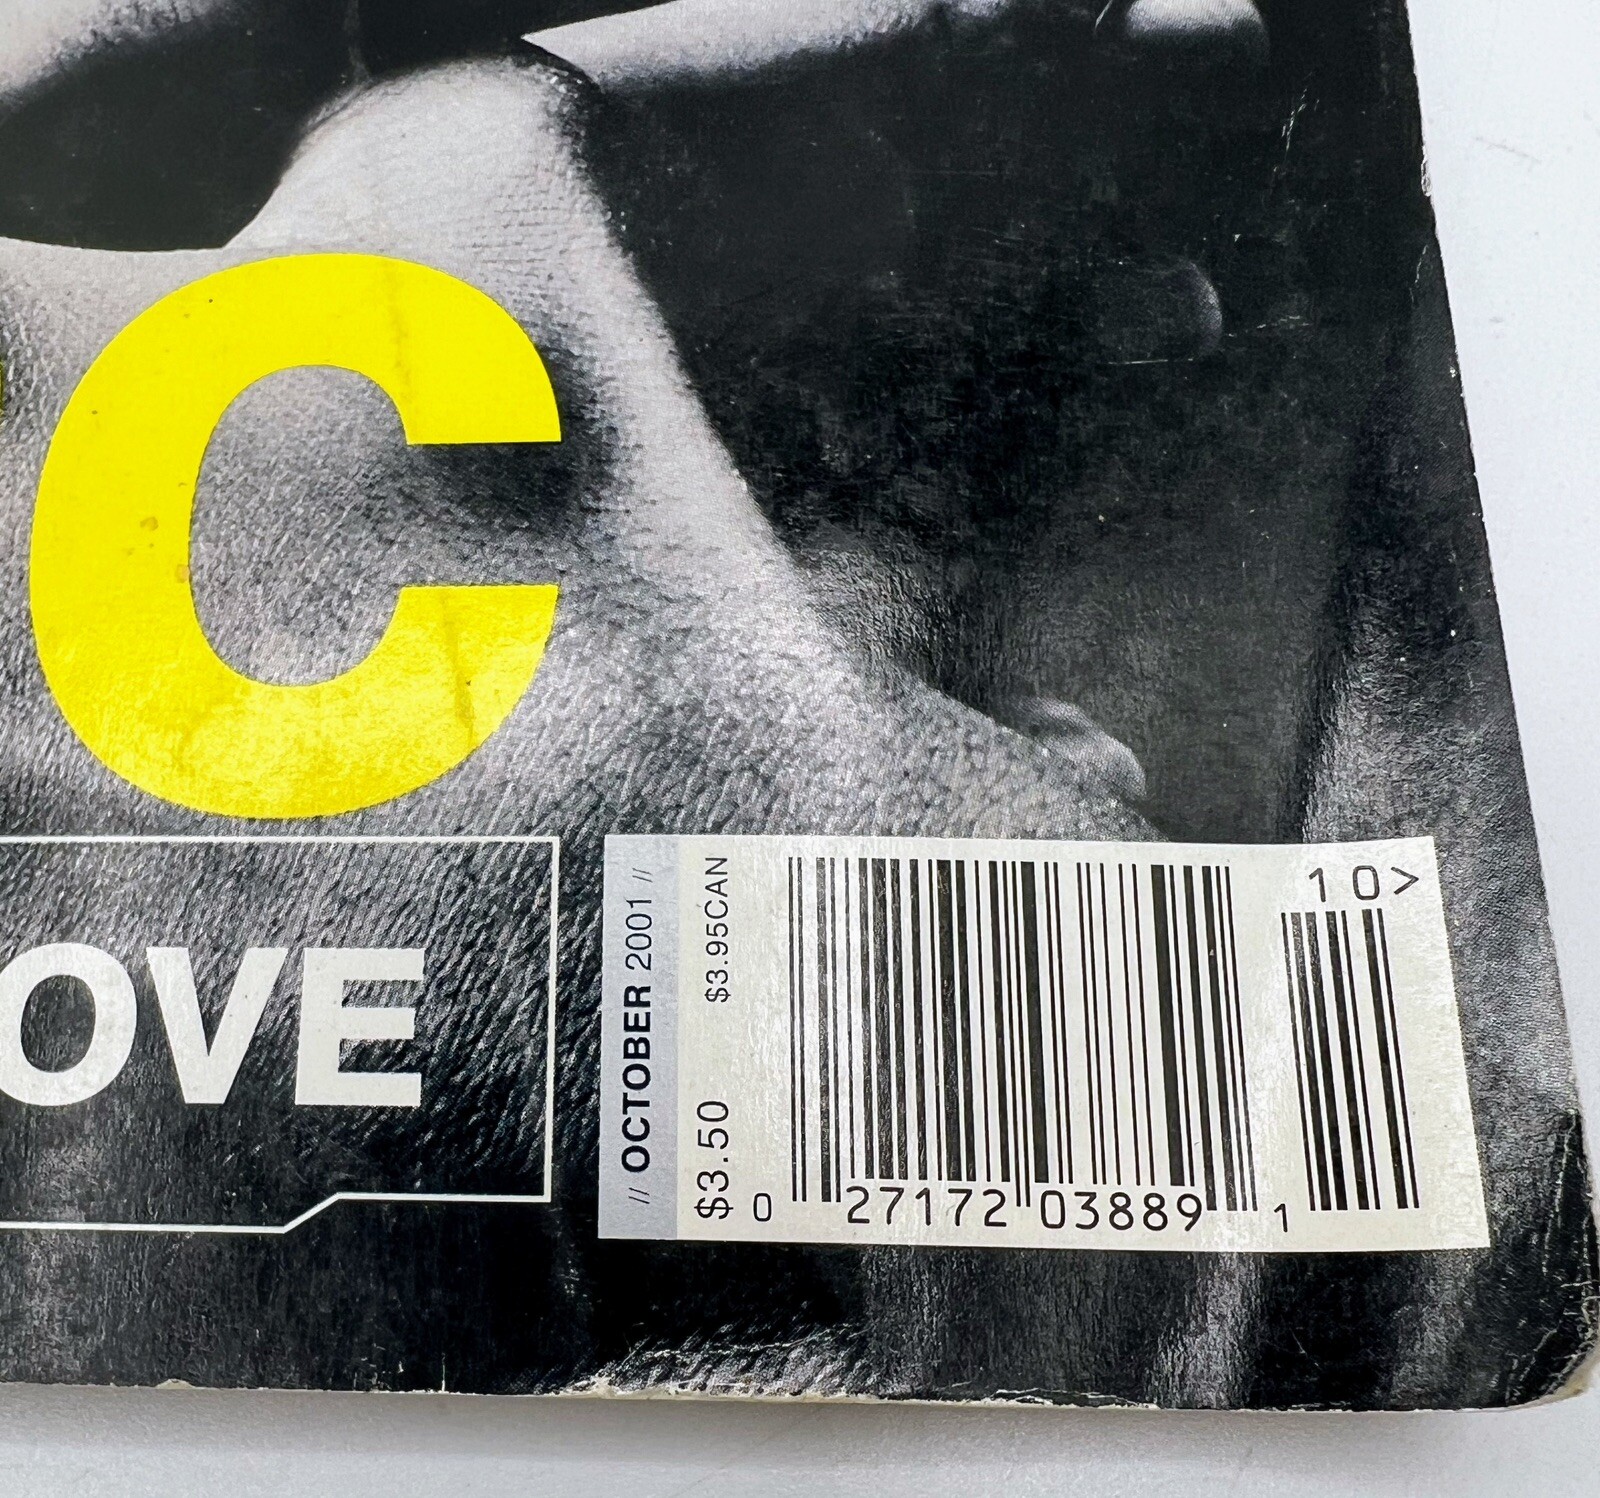 C
OVE
// OCTOBER 2001 //
$3.50 $3.95CAN
10>
0 27172 03889 1